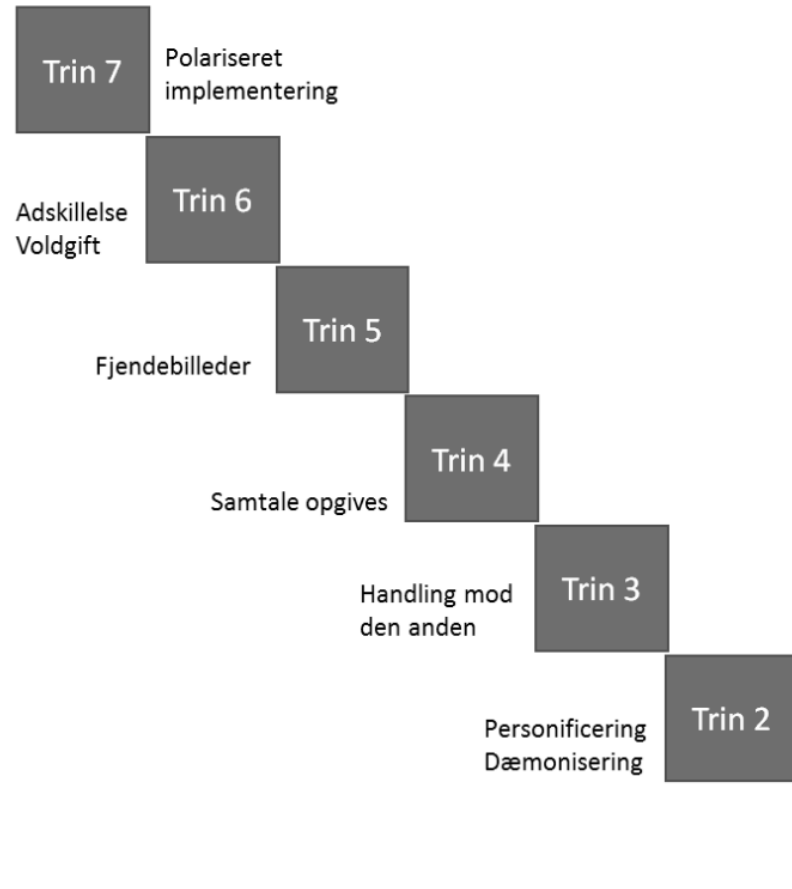 Trin 7
Polariseret
implementering
Trin 6
Adskillelse
Voldgift
Trin 5
Fjendebilleder
Trin 4
Samtale opgives
Trin 3
Handling mod
den anden
Trin 2
Personificering
Dæmonisering